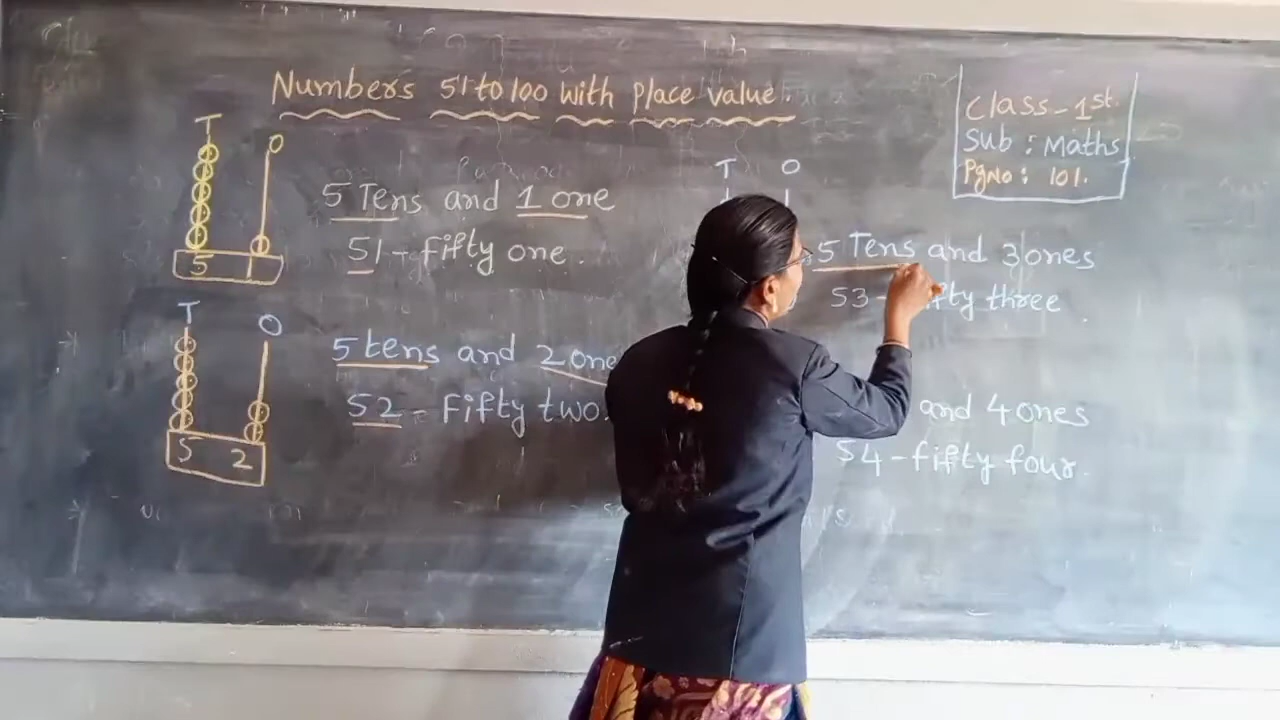 Numbers 51 to 100 with place value.
Class - 1st.
Sub : Maths
Pg No : 101.
T O
5 Tens and 1 one
51 - fifty one.
5 1
T O
5 tens and 2 one
52 - Fifty two.
5 2
T O
5 Tens and 3 ones
53 - fifty three
and 4 ones
54 - fifty four.